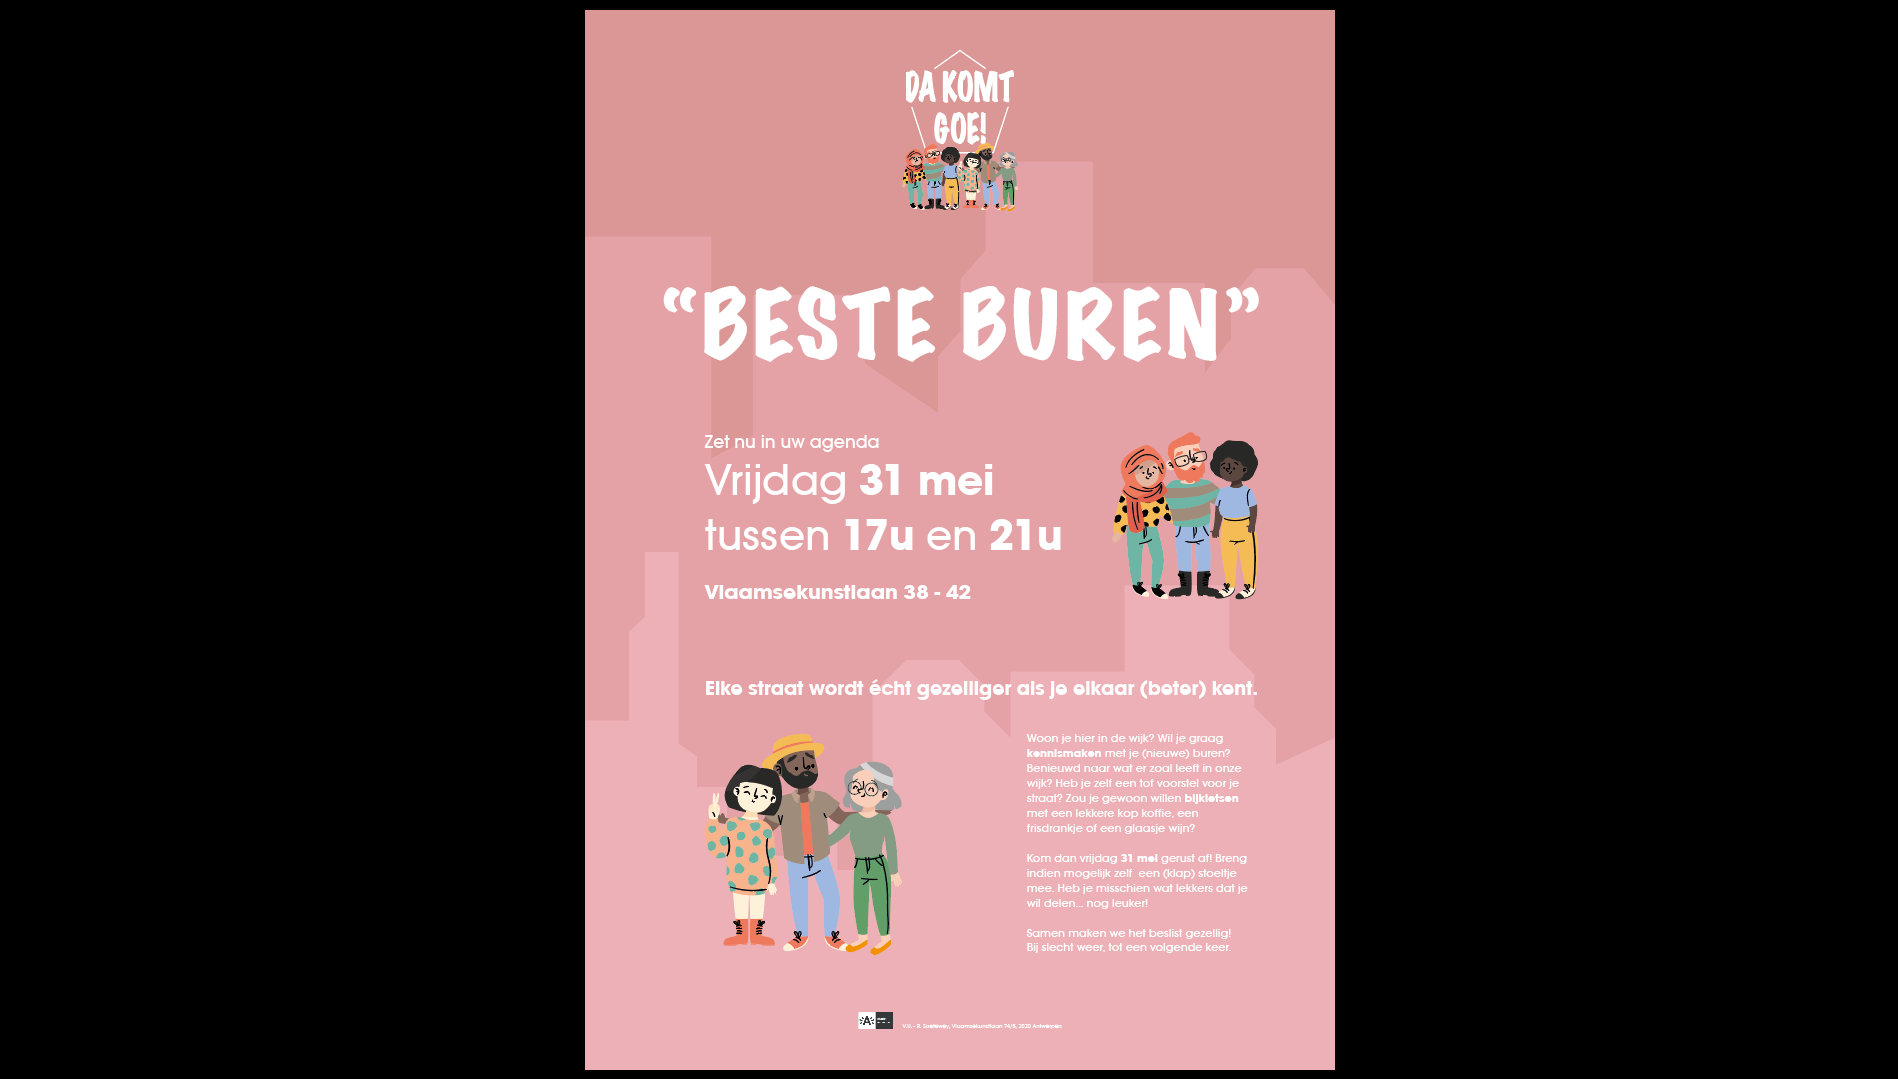 DA KOMT
GOE!
“BESTE BUREN”
Zet nu in uw agenda
Vrijdag 31 mei
tussen 17u en 21u
Vlaamsekunstlaan 38 - 42
Elke straat wordt écht gezelliger als je elkaar (beter) kent.
Woon je hier in de wijk? Wil je graag
kennismaken met je (nieuwe) buren?
Benieuwd naar wat er zoal leeft in onze
wijk? Heb je zelf een tof voorstel voor je
straat? Zou je gewoon willen bijkletsen
met een lekkere kop koffie, een
frisdrankje of een glaasje wijn?
Kom dan vrijdag 31 mei gerust af! Breng
indien mogelijk zelf een (klap) stoeltje
mee. Heb je misschien wat lekkers dat je
wil delen... nog leuker!
Samen maken we het beslist gezellig!
Bij slecht weer, tot een volgende keer.
A
V.U. - R. Soetewey, Vlaamsekunstlaan 74/8, 2020 Antwerpen